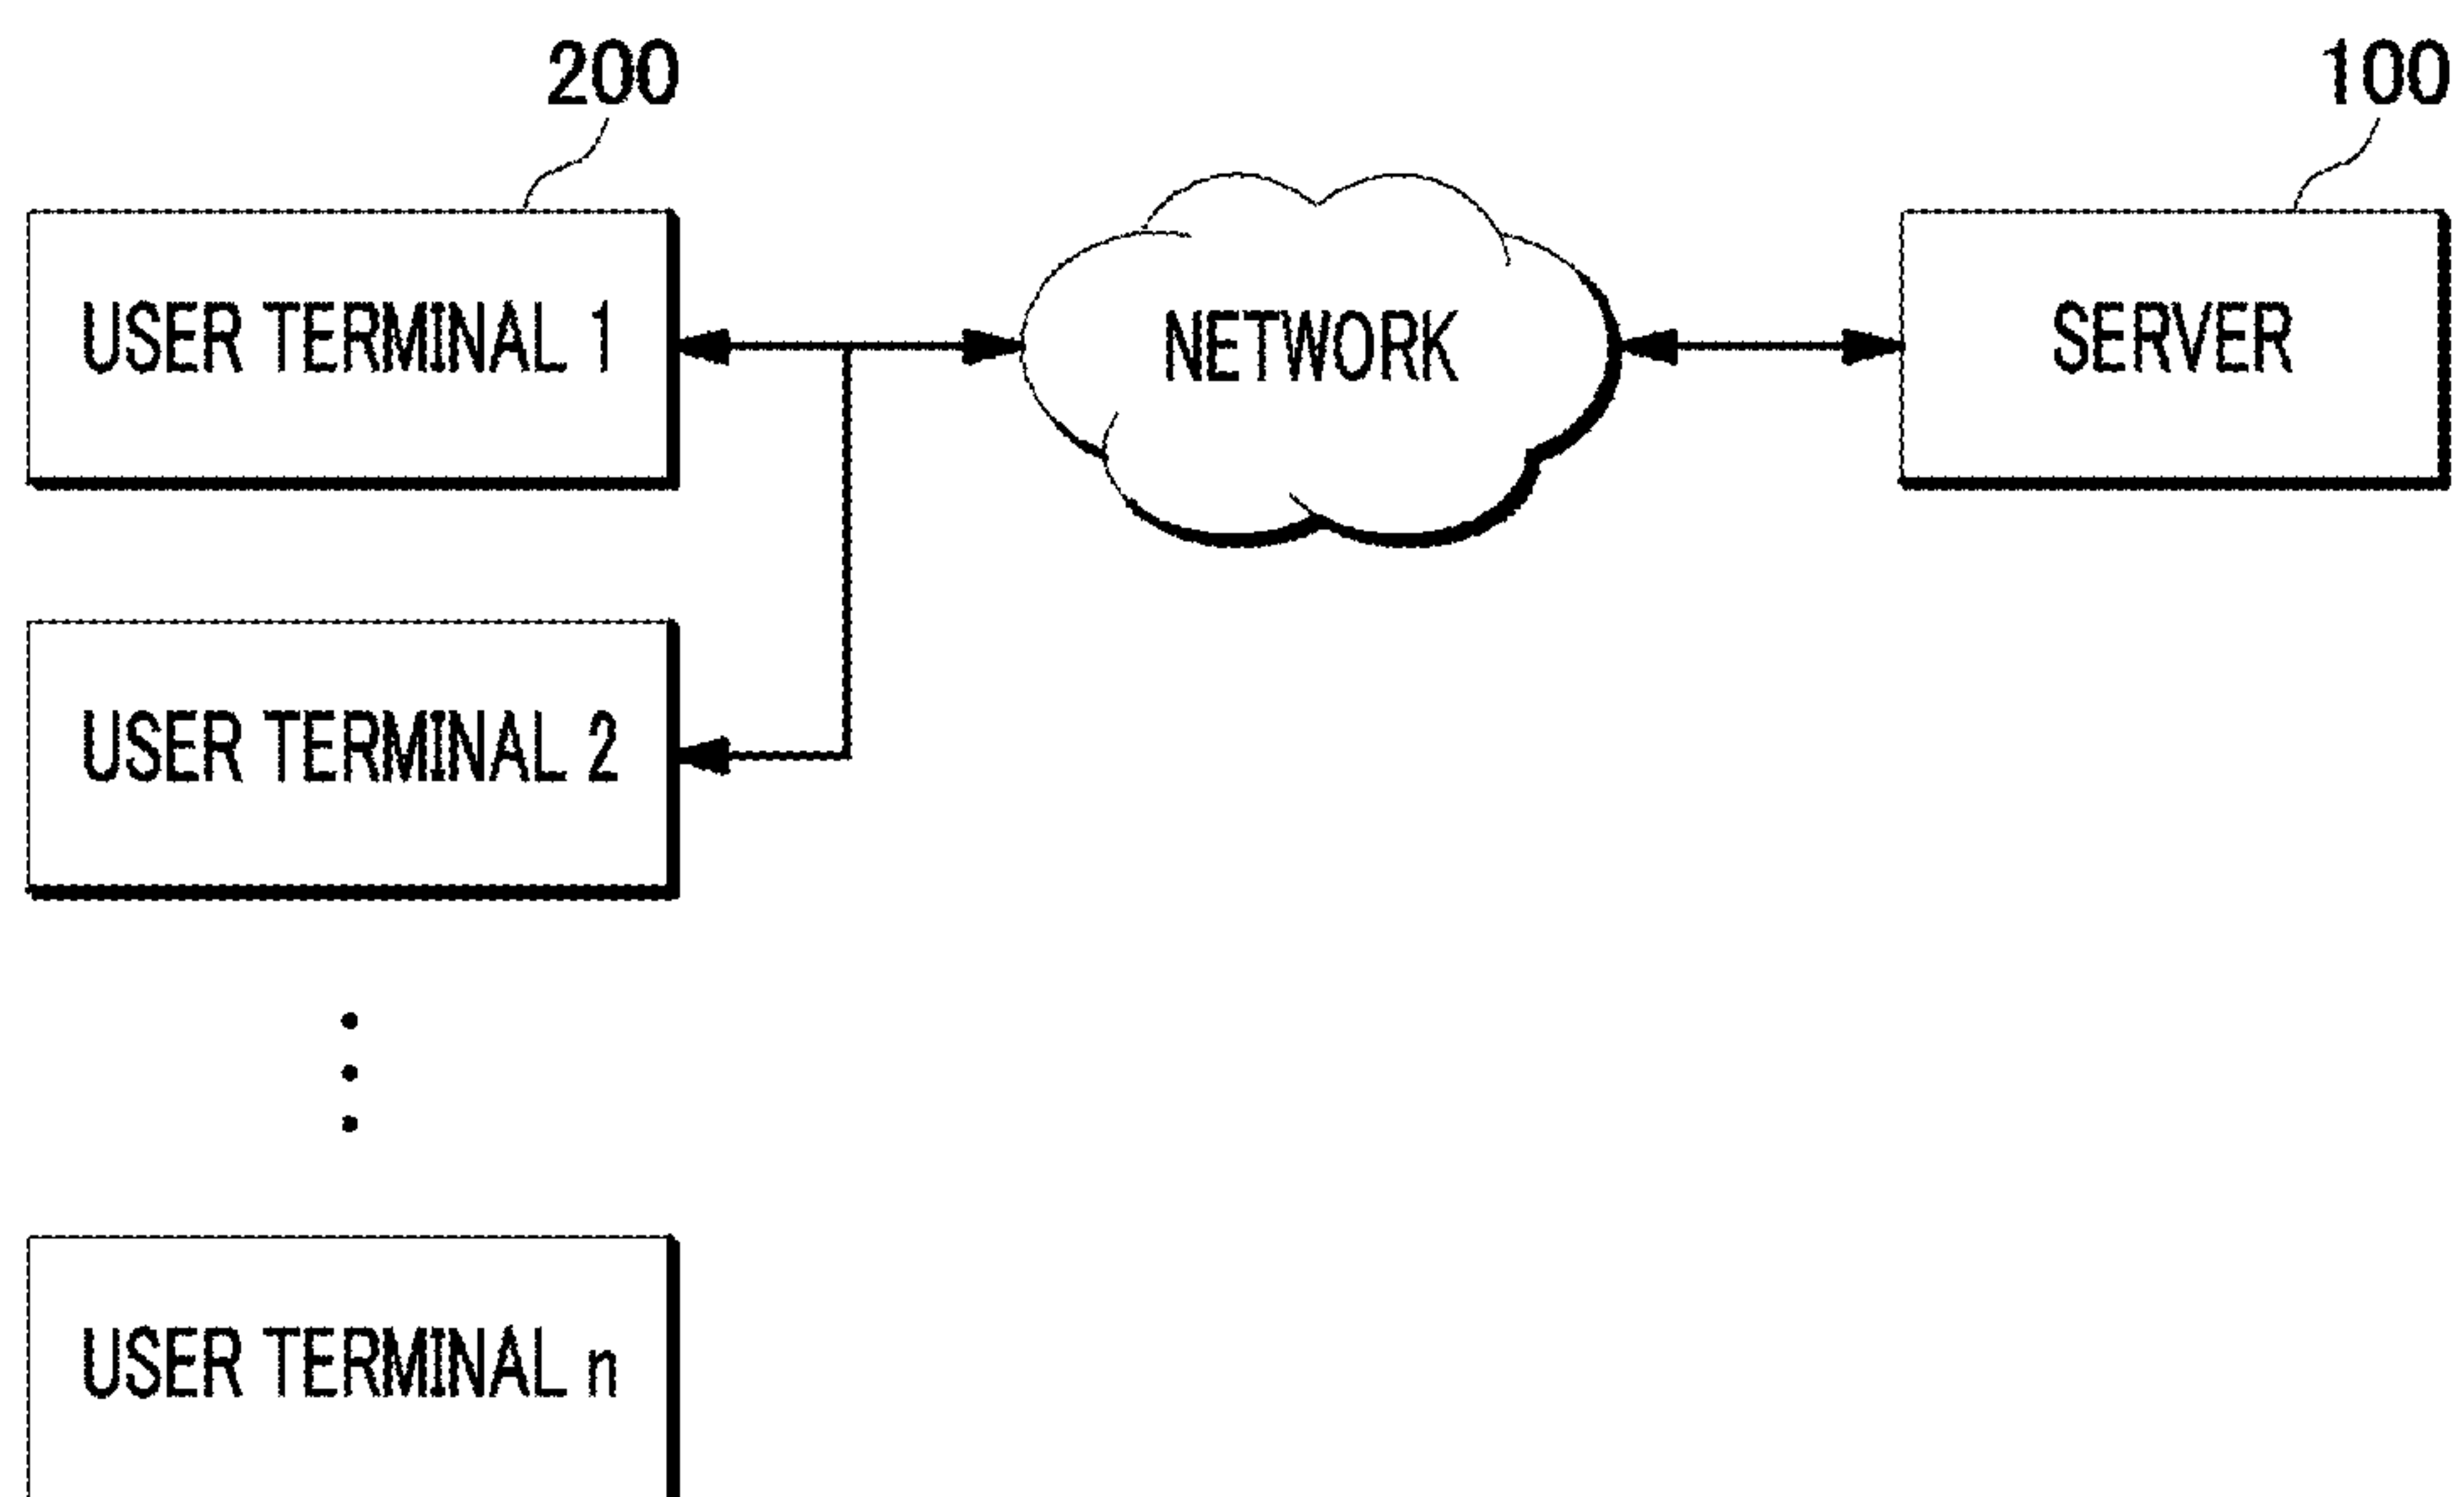 200
100
USER TERMINAL 1
NETWORK
SERVER
USER TERMINAL 2
USER TERMINAL n